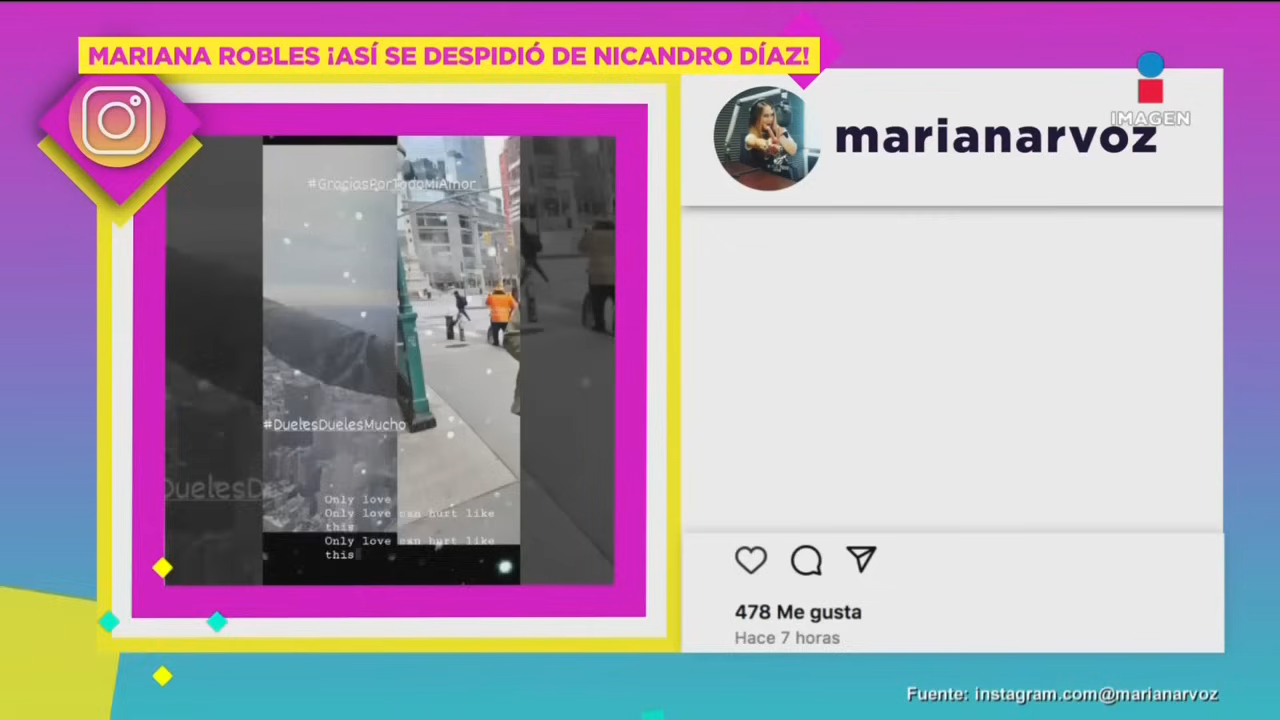 MARIANA ROBLES ¡ASÍ SE DESPIDIÓ DE NICANDRO DÍAZ!
IMAGEN
marianarvoz
#GraciasPorTodoMiAmor
#DuelesDuelesMucho
DuelesD
Only love
Only love can hurt like
this
Only love can hurt like
this
478 Me gusta
Hace 7 horas
Fuente: instagram.com@marianarvoz